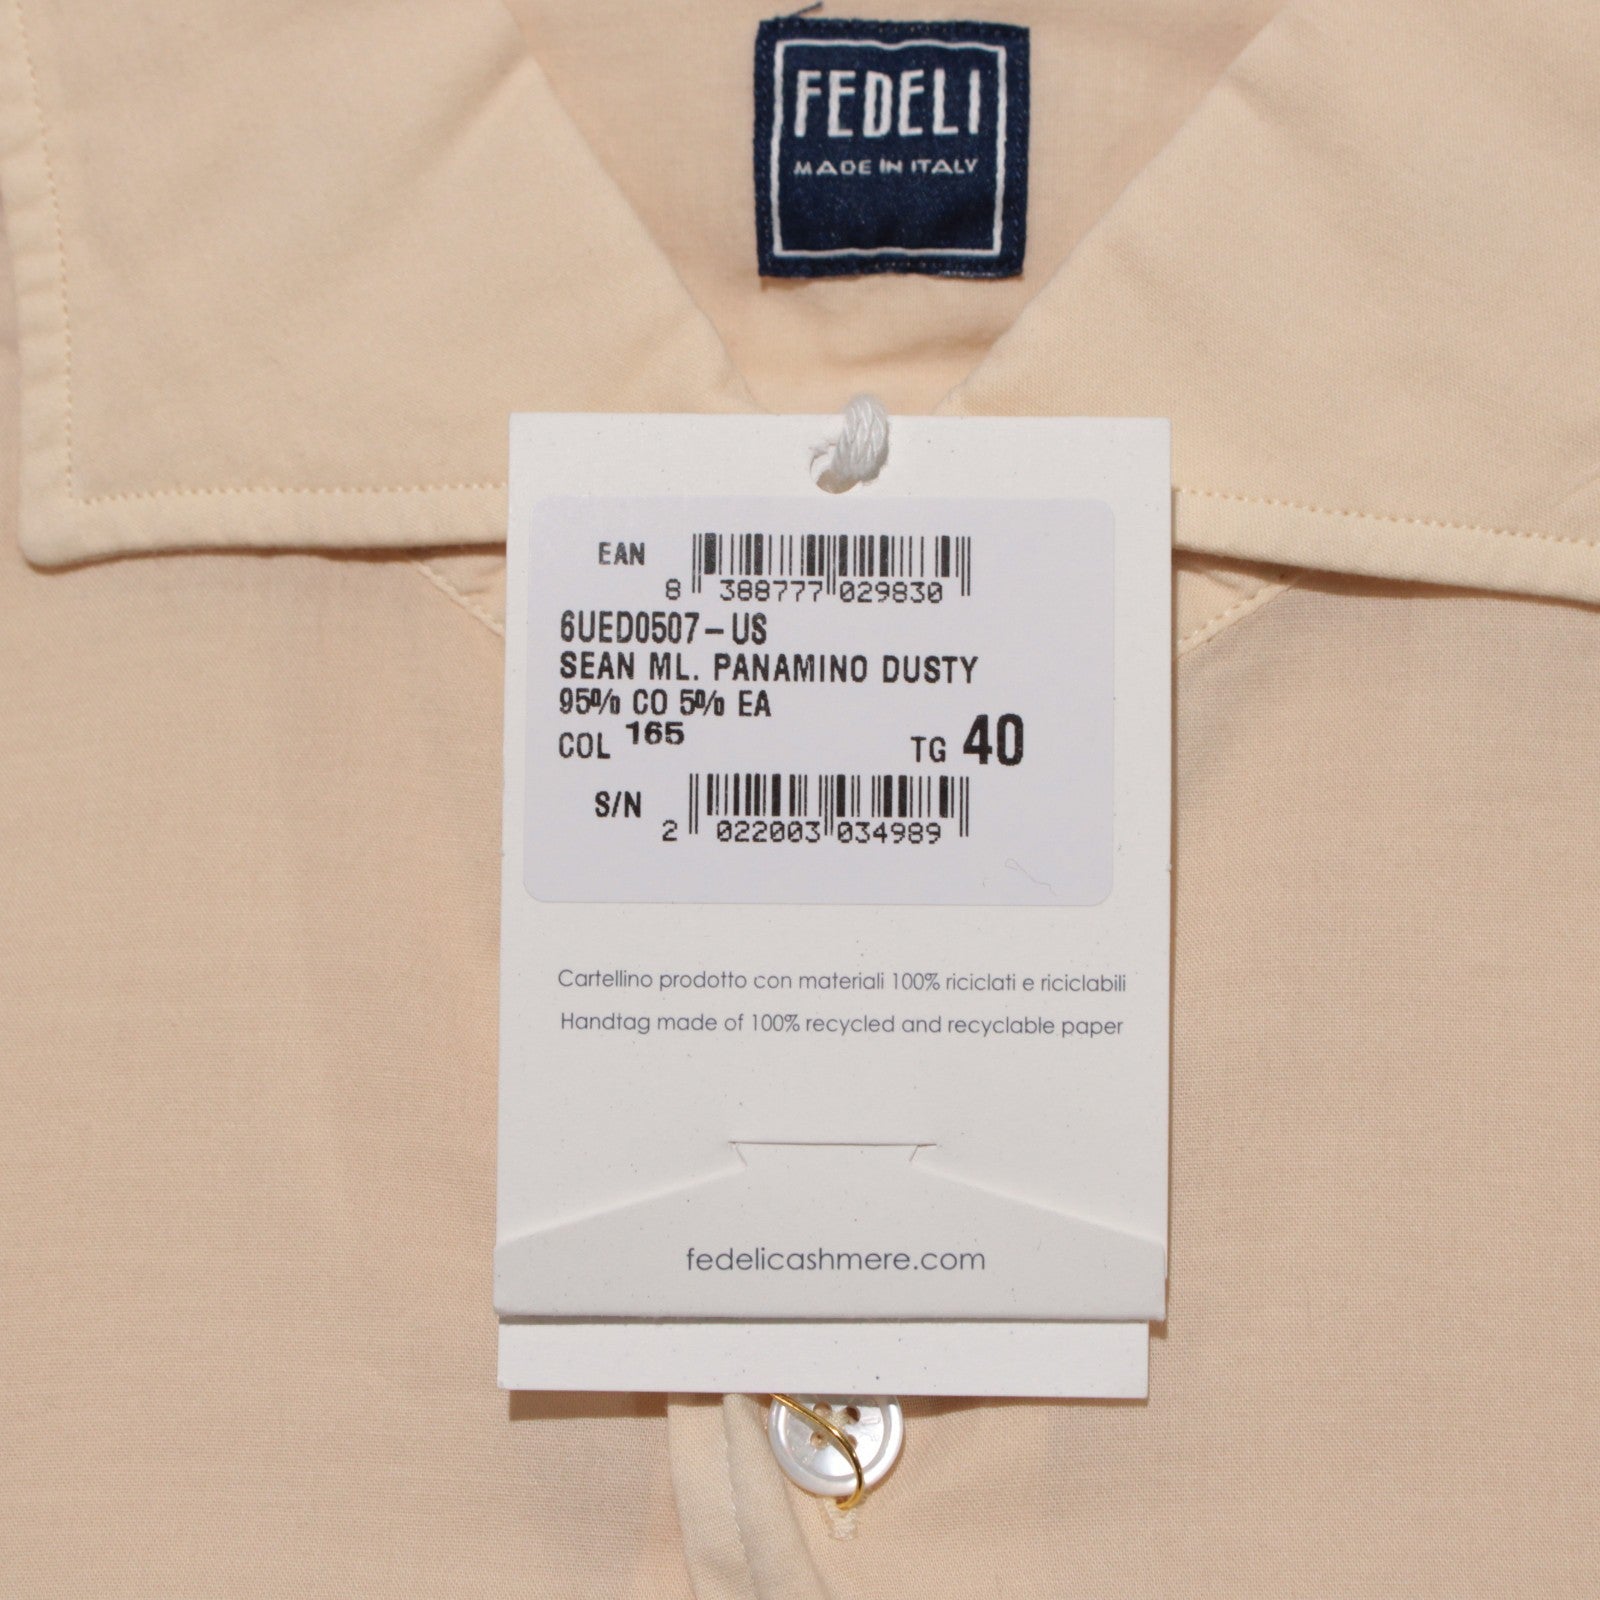 FEDELI
MADE IN ITALY
EAN
8 388777 029830
6UED0507-US
SEAN ML. PANAMINO DUSTY
95% CO 5% EA
COL 165 TG 40
S/N
2 022003 034989
Cartellino prodotto con materiali 100% riciclati e riciclabili
Handtag made of 100% recycled and recyclable paper
fedelicashmere.com